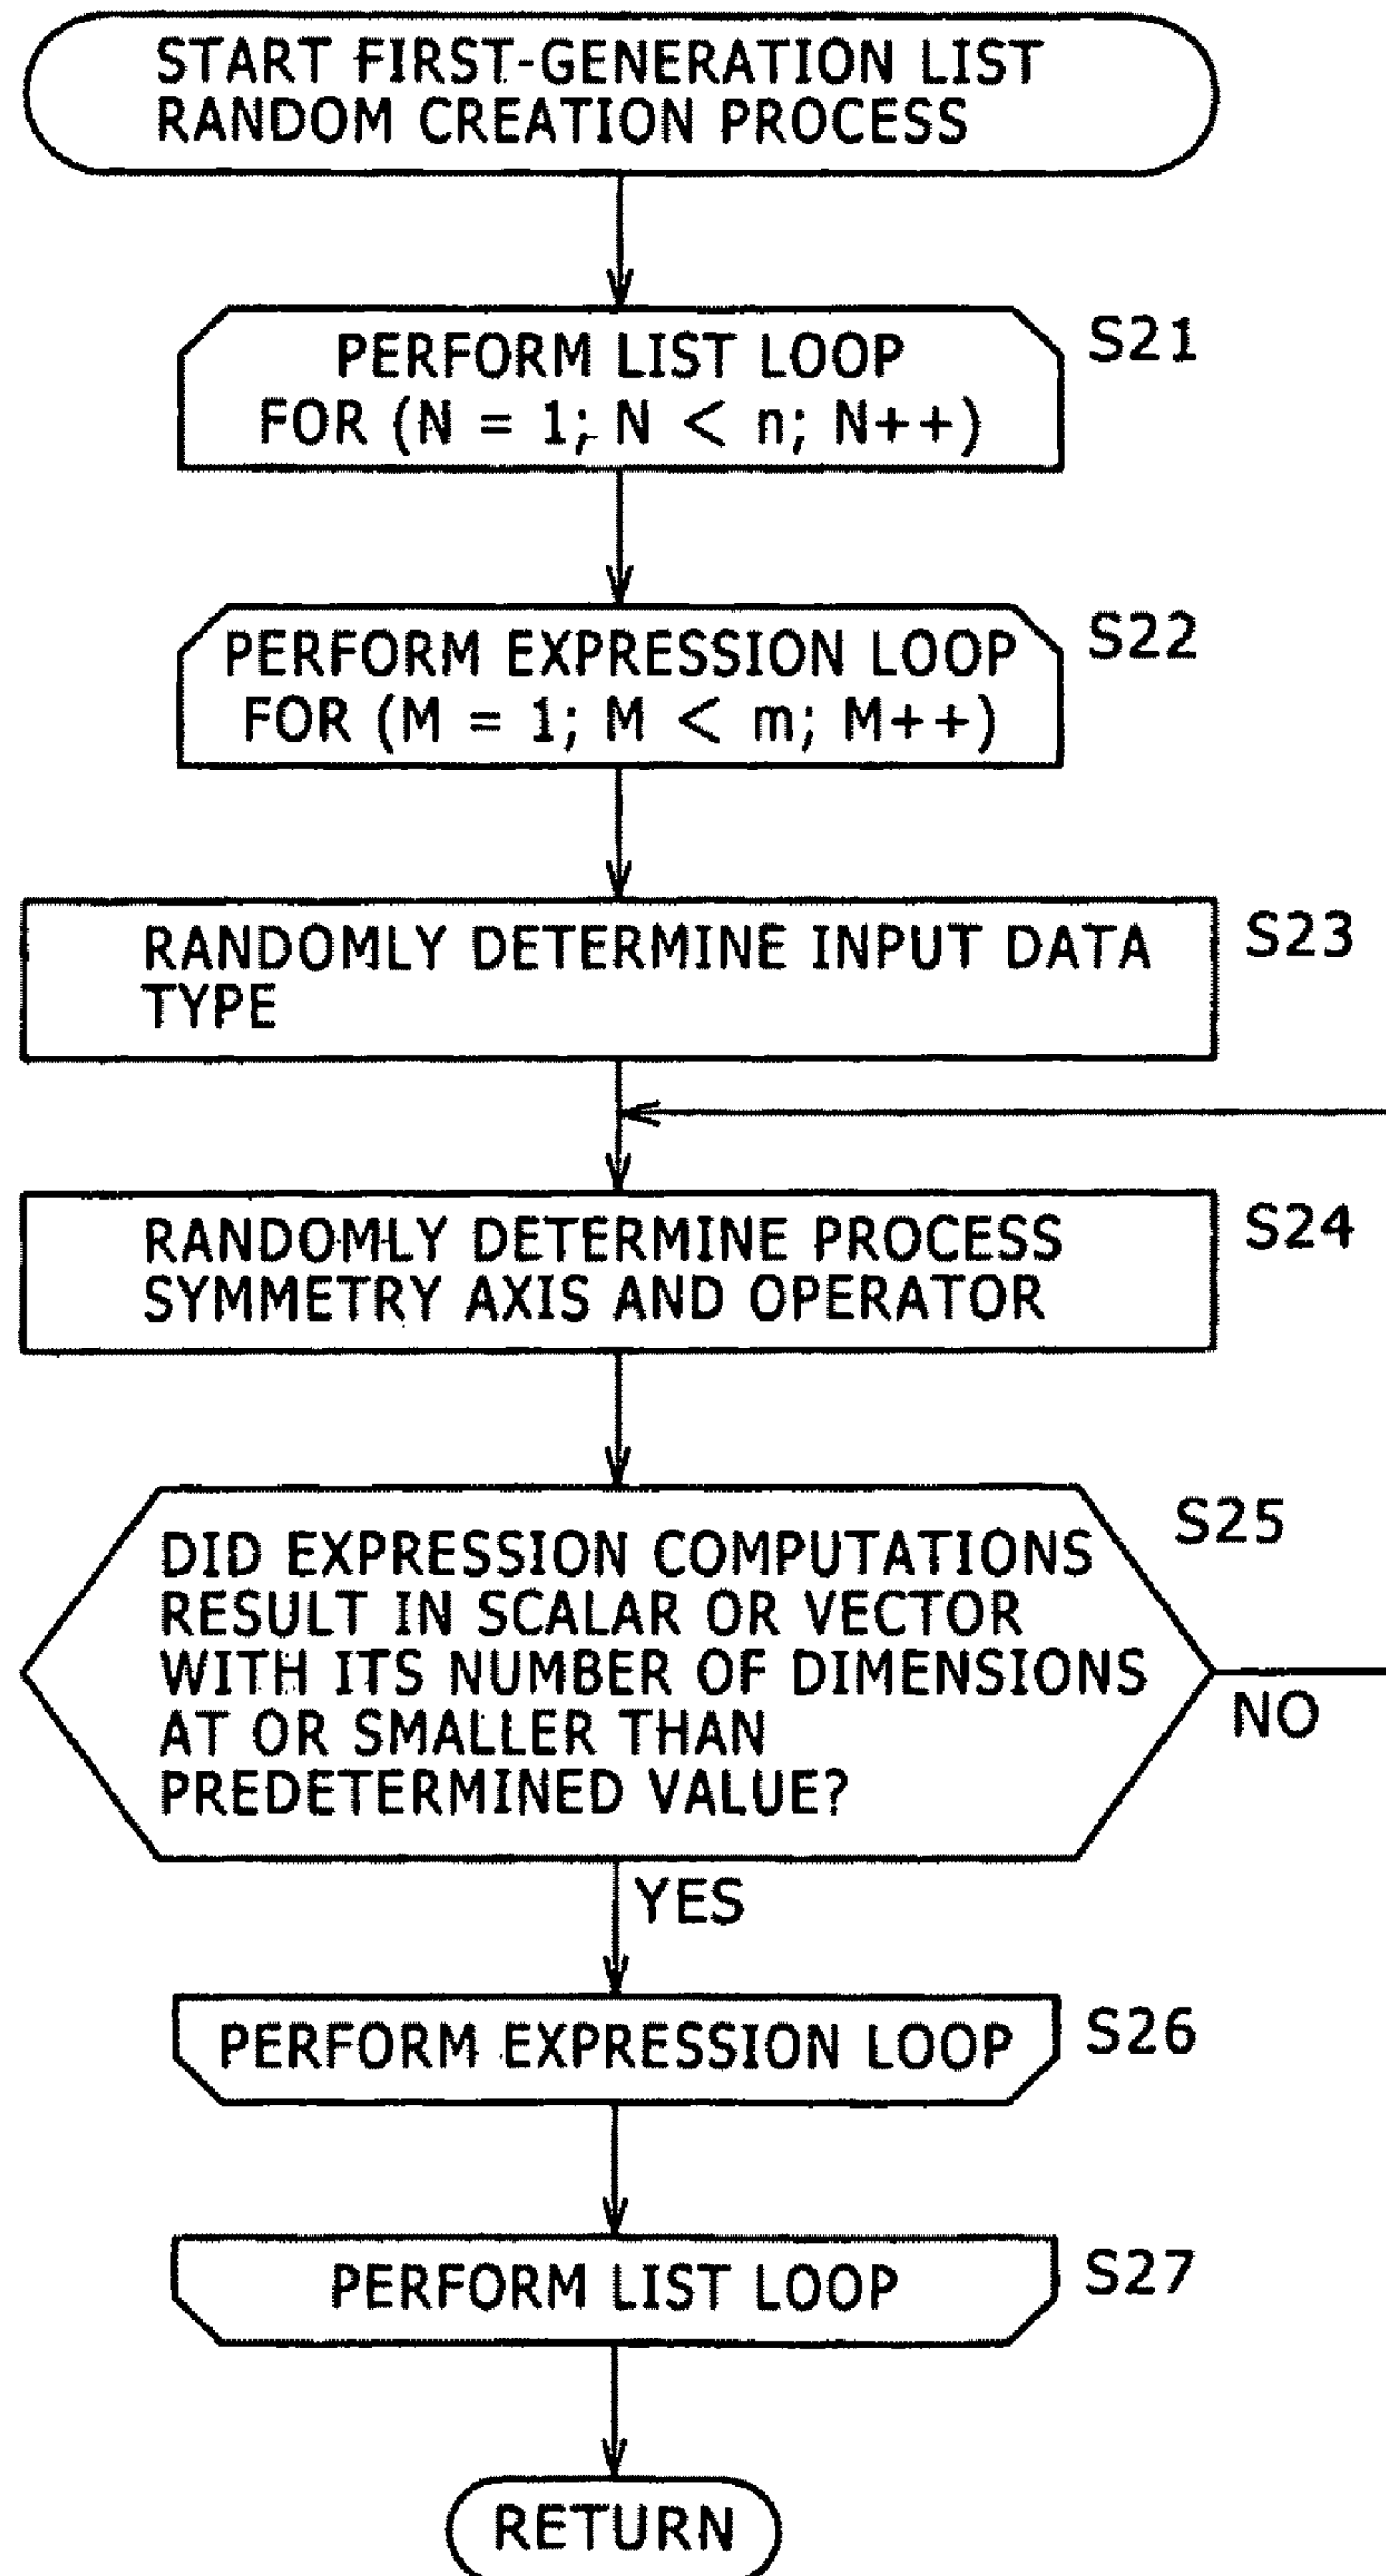 START FIRST-GENERATION LIST
RANDOM CREATION PROCESS
PERFORM LIST LOOP
FOR (N = 1; N < n; N++)
S21
PERFORM EXPRESSION LOOP
FOR (M = 1; M < m; M++)
S22
RANDOMLY DETERMINE INPUT DATA
TYPE
S23
RANDOMLY DETERMINE PROCESS
SYMMETRY AXIS AND OPERATOR
S24
DID EXPRESSION COMPUTATIONS
RESULT IN SCALAR OR VECTOR
WITH ITS NUMBER OF DIMENSIONS
AT OR SMALLER THAN
PREDETERMINED VALUE?
S25
NO
YES
PERFORM EXPRESSION LOOP
S26
PERFORM LIST LOOP
S27
RETURN